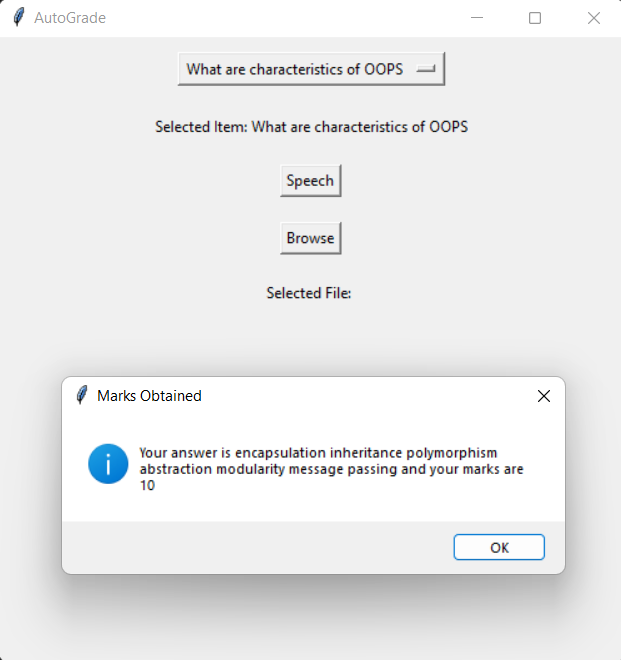 AutoGrade
What are characteristics of OOPS
Selected Item: What are characteristics of OOPS
Speech
Browse
Selected File:
Marks Obtained
Your answer is encapsulation inheritance polymorphism
abstraction modularity message passing and your marks are
10
OK